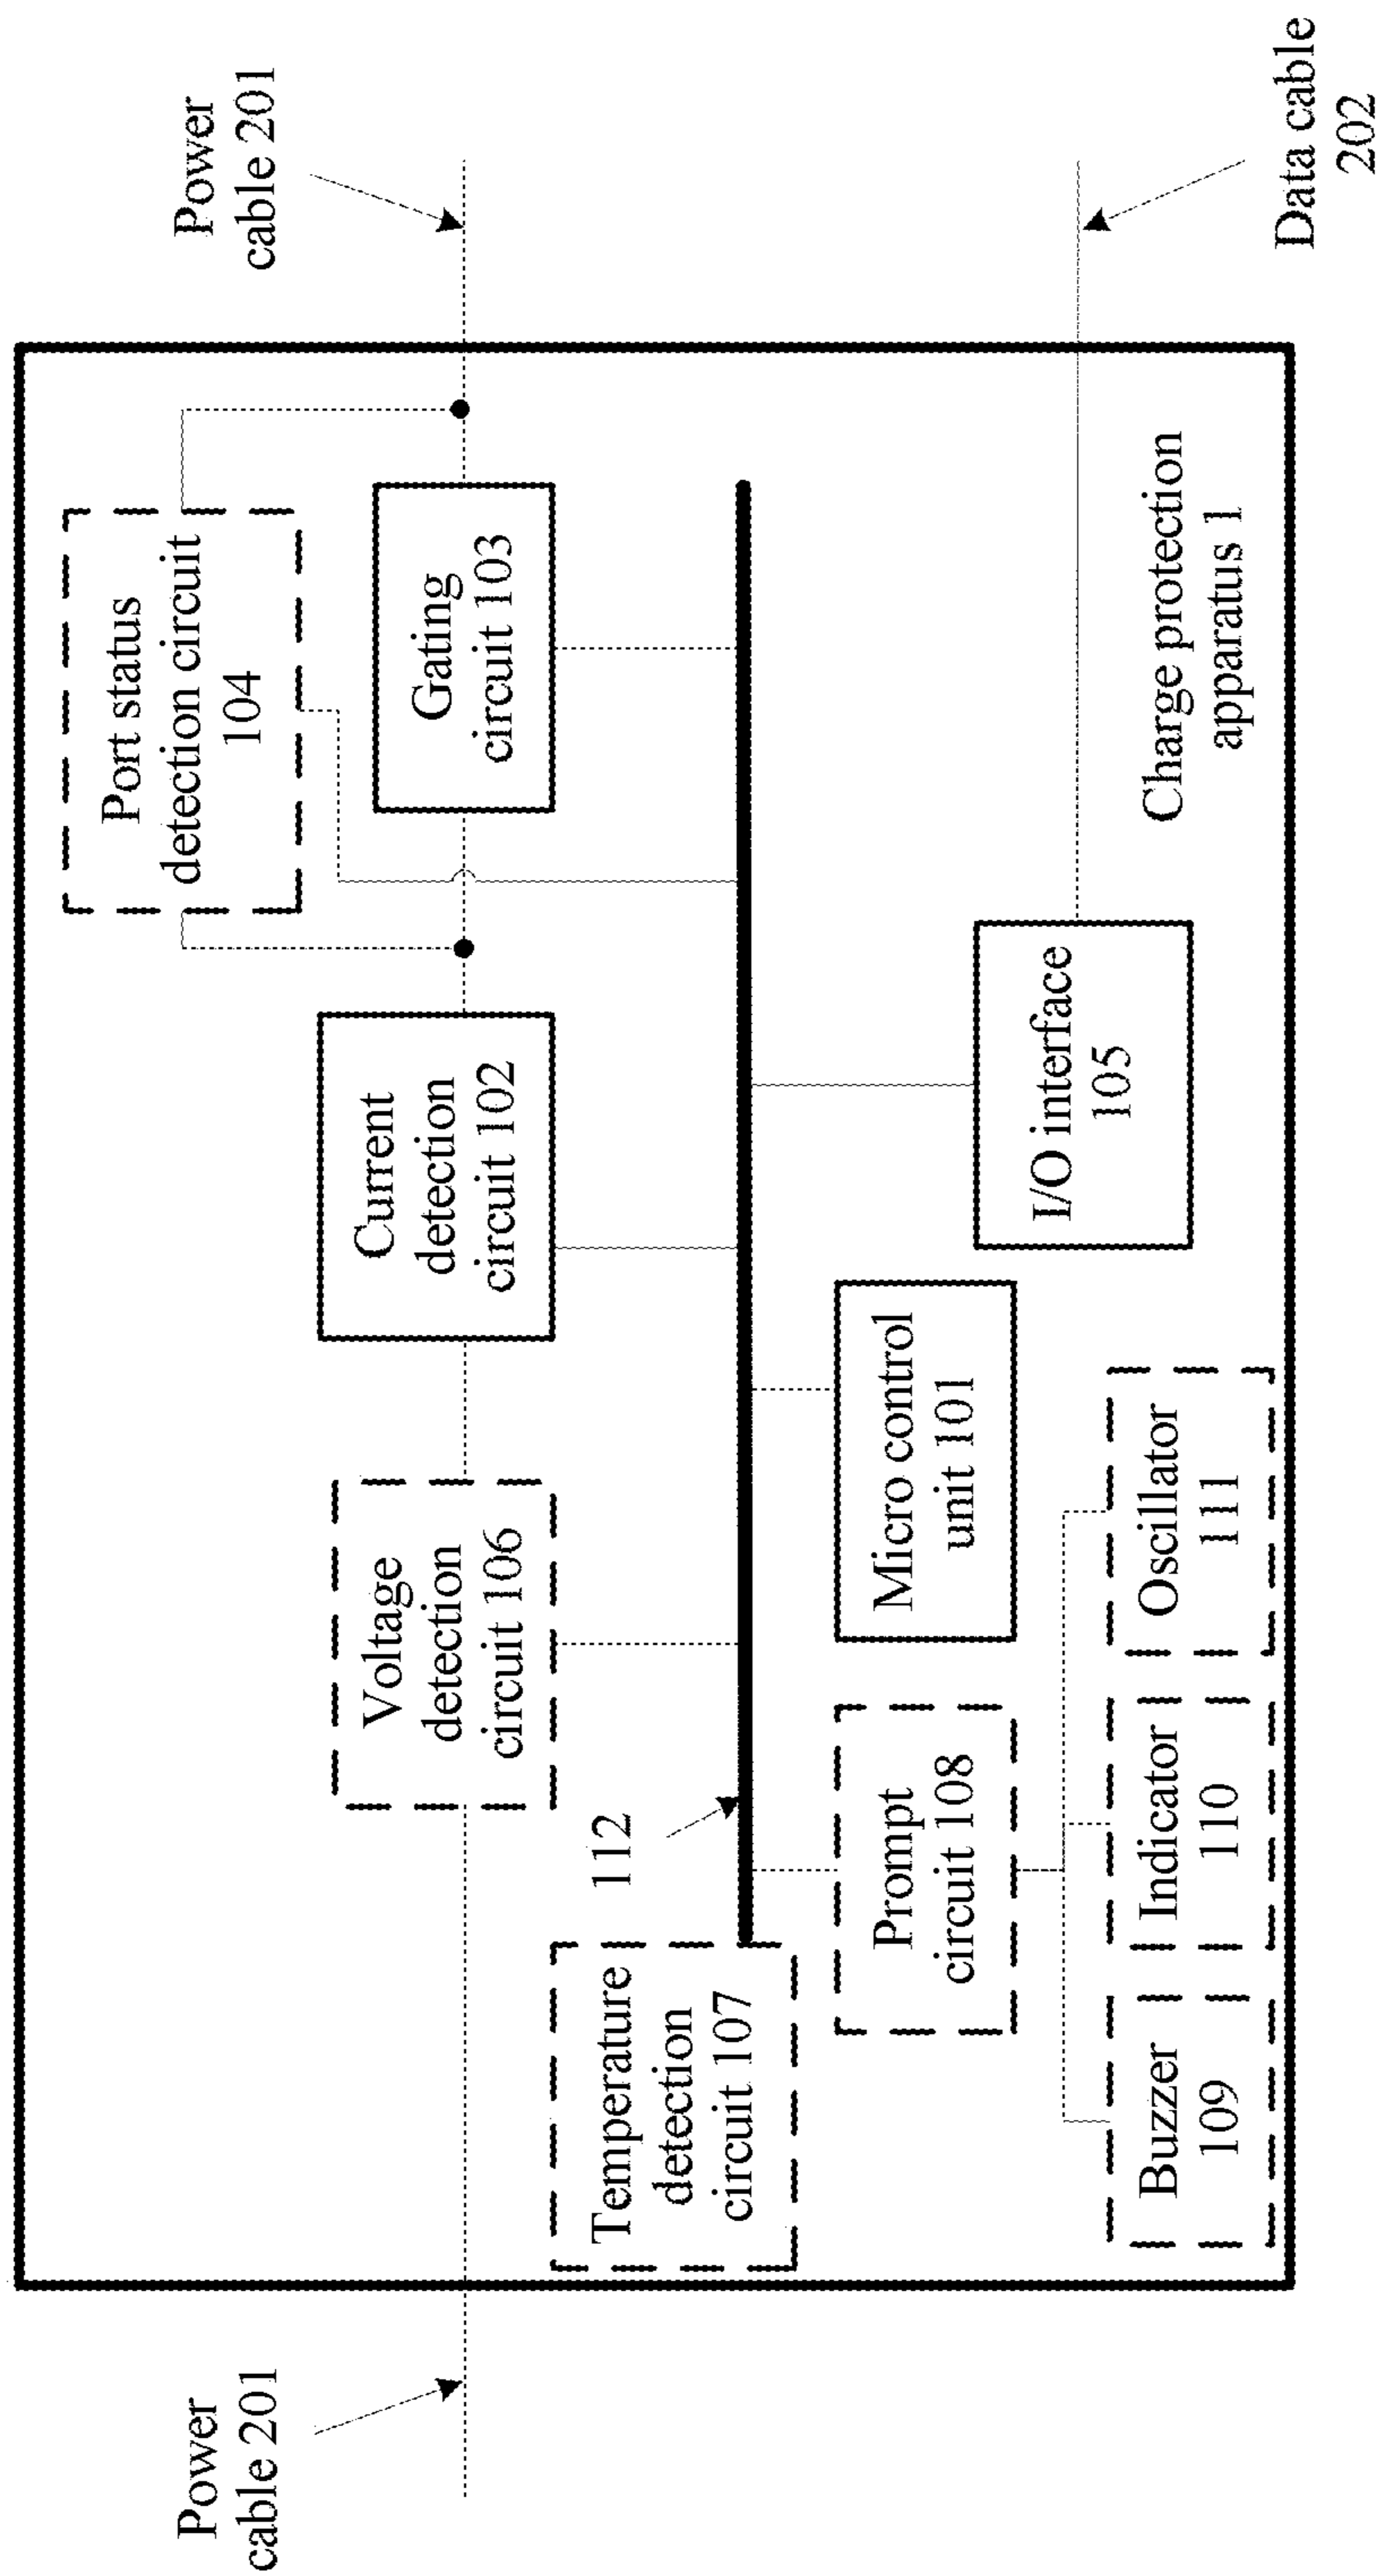 Power
cable 201
Power
cable 201
Port status
detection circuit
104
Voltage
detection
circuit 106
Current
detection
circuit 102
Gating
circuit 103
112
Temperature
detection
circuit 107
Prompt
circuit 108
Micro control
unit 101
I/O interface
105
Buzzer
109
Indicator
110
Oscillator
111
Charge protection
apparatus 1
Data cable
202